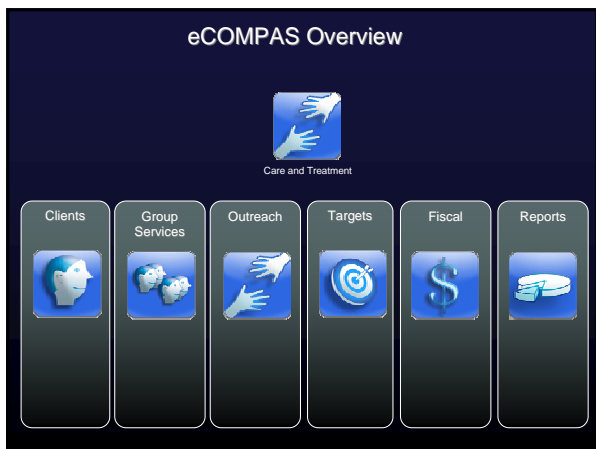 eCOMPAS Overview
Care and Treatment
Clients
Group
Services
Outreach
Targets
Fiscal
Reports
$